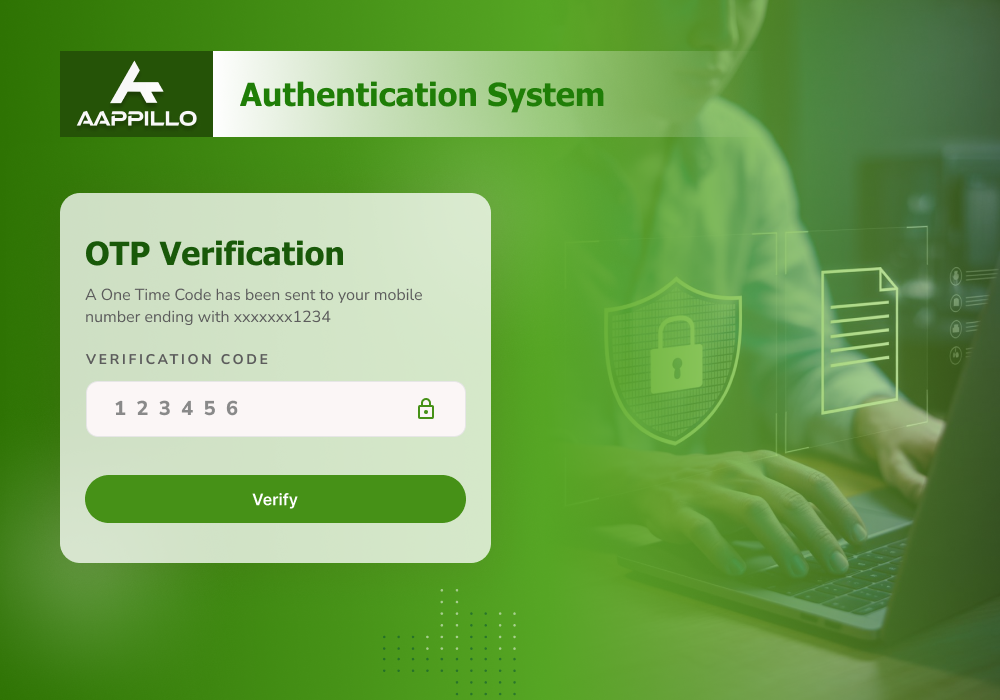 AAPPILLO
Authentication System
OTP Verification
A One Time Code has been sent to your mobile
number ending with xxxxxxx1234
VERIFICATION CODE
1 2 3 4 5 6
Verify